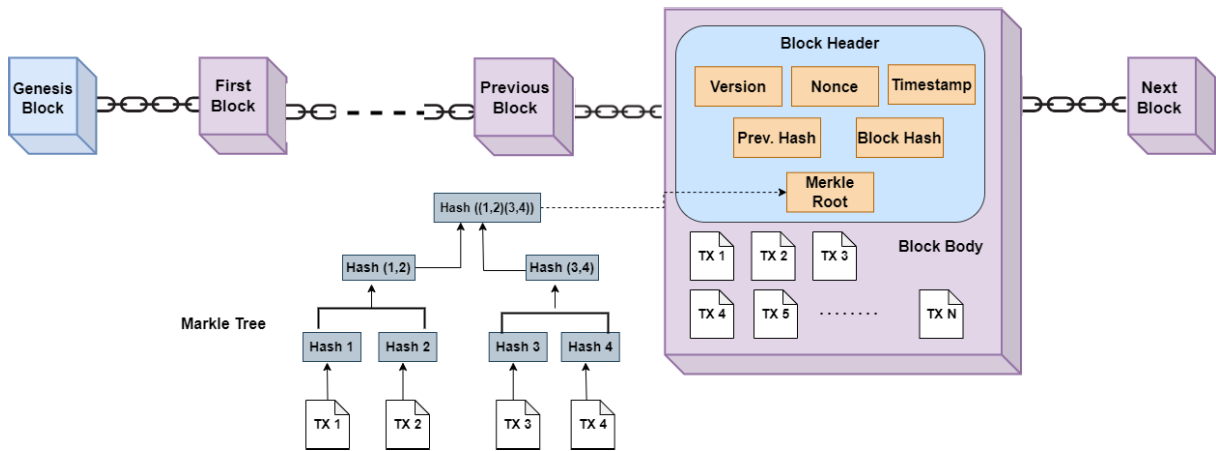 Genesis
Block
First
Block
Previous
Block
Block Header
Version
Nonce
Timestamp
Prev. Hash
Block Hash
Merkle
Root
Next
Block
Hash ((1,2)(3,4))
Hash (1,2)
Hash (3,4)
Markle Tree
Hash 1
Hash 2
Hash 3
Hash 4
TX 1
TX 2
TX 3
TX 4
Block Body
TX 1
TX 2
TX 3
TX 4
TX 5
........
TX N